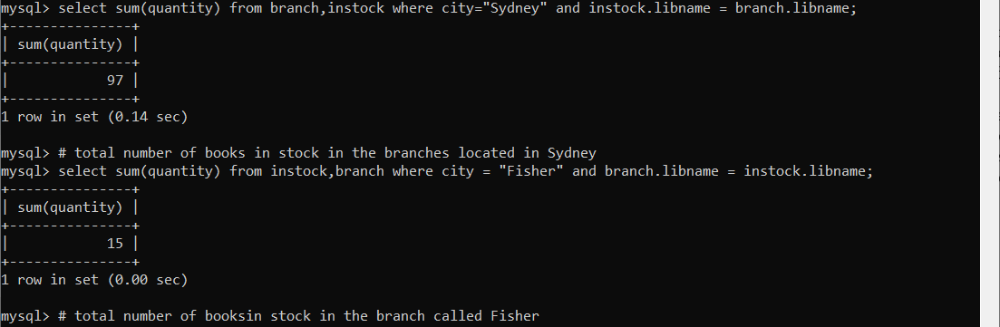 mysql> select sum(quantity) from branch,instock where city="Sydney" and instock.libname = branch.libname;
+---------------+
| sum(quantity) |
+---------------+
|            97 |
+---------------+
1 row in set (0.14 sec)
mysql> # total number of books in stock in the branches located in Sydney
mysql> select sum(quantity) from instock,branch where city = "Fisher" and branch.libname = instock.libname;
+---------------+
| sum(quantity) |
+---------------+
|            15 |
+---------------+
1 row in set (0.00 sec)
mysql> # total number of booksin stock in the branch called Fisher